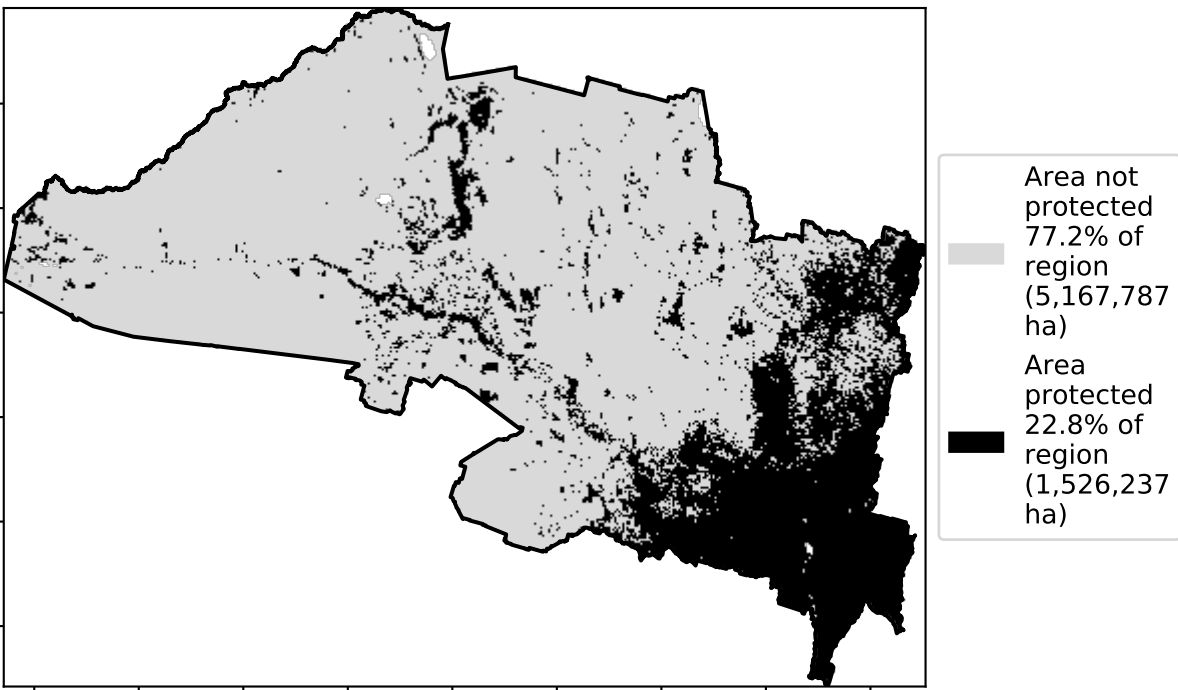 Area not
protected
77.2% of
region
(5,167,787
ha)
Area
protected
22.8% of
region
(1,526,237
ha)